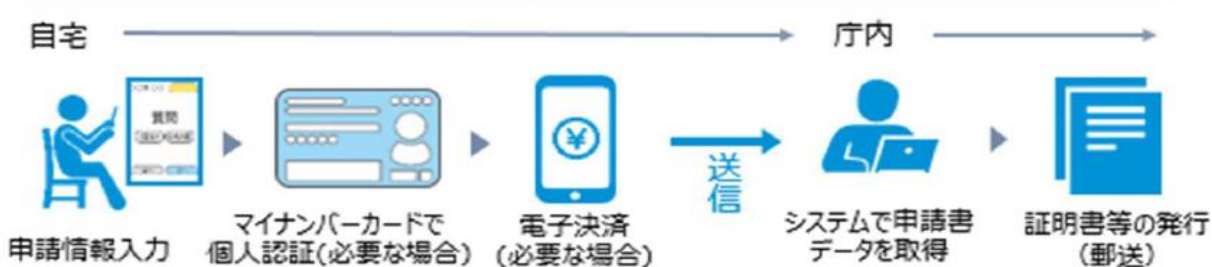 自宅
庁内
質問
¥
送信
申請情報入力
マイナンバーカードで
個人認証(必要な場合)
電子決済
(必要な場合)
システムで申請書
データを取得
証明書等の発行
(郵送)